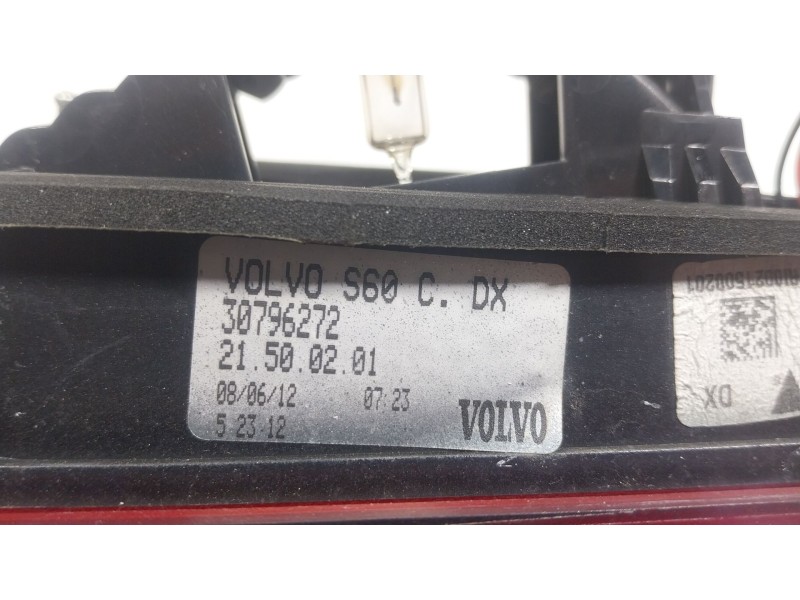 VOLVO S60 C. DX
30796272
21.50.02.01
08/06/12 07:23
5 23 12 VOLVO
DX